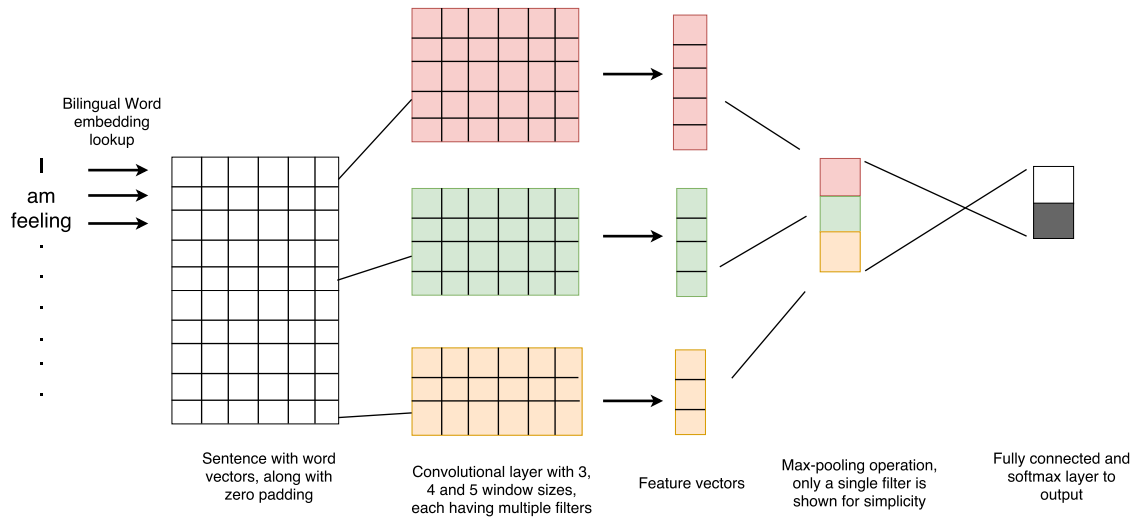 Bilingual Word
embedding
lookup
I
am
feeling
.
.
.
.
.
.
Sentence with word
vectors, along with
zero padding
Convolutional layer with 3,
4 and 5 window sizes,
each having multiple filters
Feature vectors
Max-pooling operation,
only a single filter is
shown for simplicity
Fully connected and
softmax layer to
output